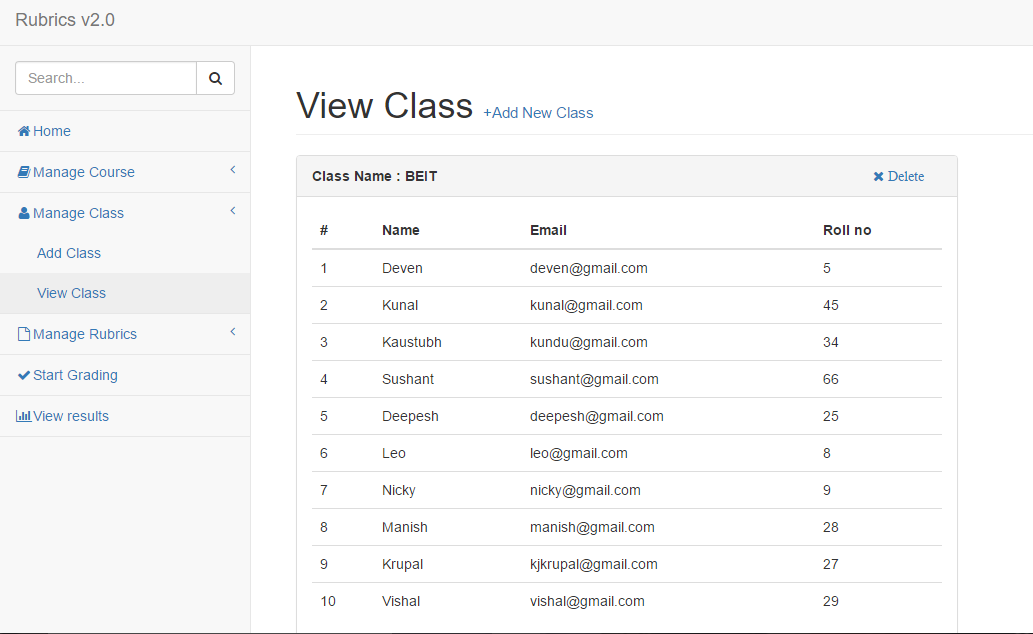 Rubrics v2.0
Search...
Home
Manage Course
Manage Class
Add Class
View Class
Manage Rubrics
Start Grading
View results
View Class +Add New Class
Class Name : BEIT Delete
# Name Email Roll no
1 Deven deven@gmail.com 5
2 Kunal kunal@gmail.com 45
3 Kaustubh kundu@gmail.com 34
4 Sushant sushant@gmail.com 66
5 Deepesh deepesh@gmail.com 25
6 Leo leo@gmail.com 8
7 Nicky nicky@gmail.com 9
8 Manish manish@gmail.com 28
9 Krupal kjkrupal@gmail.com 27
10 Vishal vishal@gmail.com 29